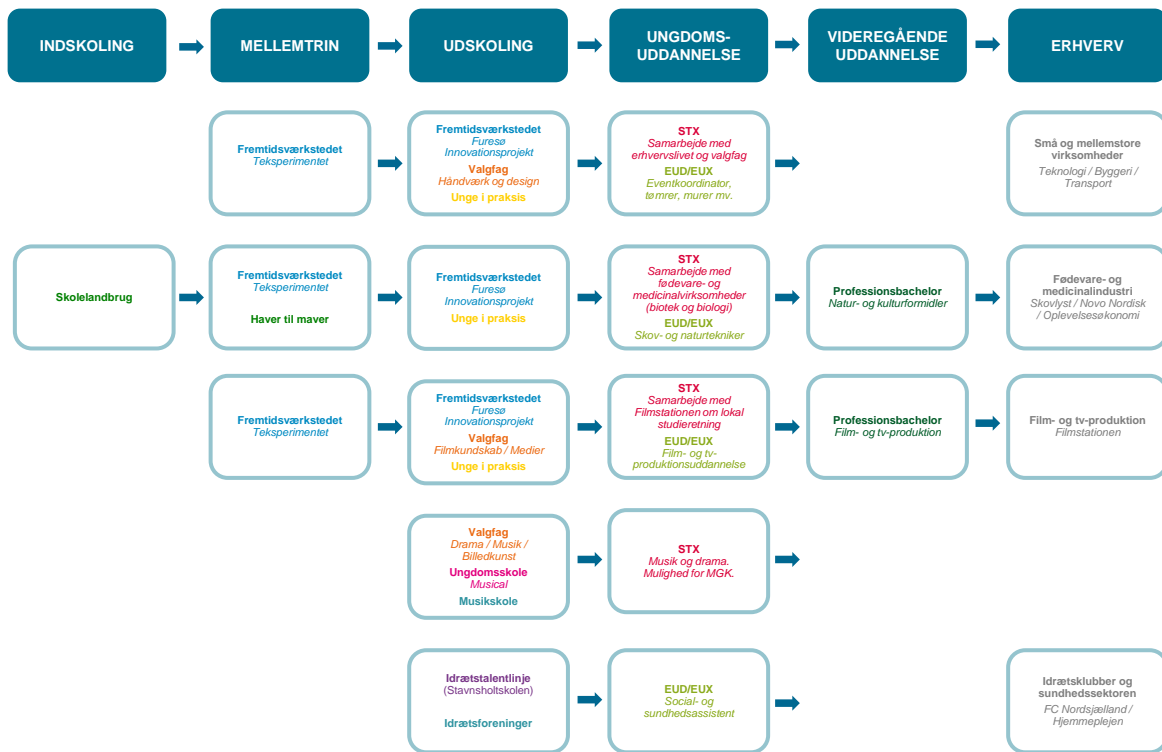 INDSKOLING
MELLEMTRIN
UDSKOLING
UNGDOMS-
UDDANNELSE
VIDEREGÅENDE
UDDANNELSE
ERHVERV
Fremtidsværkstedet
Teksperimentet
Fremtidsværkstedet
Furesø
Innovationsprojekt
Valgfag
Håndværk og design
Unge i praksis
STX
Samarbejde med
erhvervslivet og valgfag
EUD/EUX
Eventkoordinator,
tømrer, murer mv.
Små og mellemstore
virksomheder
Teknologi / Byggeri /
Transport
Skolelandbrug
Fremtidsværkstedet
Teksperimentet
Haver til maver
Fremtidsværkstedet
Furesø
Innovationsprojekt
Unge i praksis
STX
Samarbejde med
fødevare- og
medicinalvirksomheder
(biotek og biologi)
EUD/EUX
Skov- og naturtekniker
Professionsbachelor
Natur- og kulturformidler
Fødevare- og
medicinalindustri
Skovlyst / Novo Nordisk
/ Oplevelsesøkonomi
Fremtidsværkstedet
Teksperimentet
Fremtidsværkstedet
Furesø
Innovationsprojekt
Valgfag
Filmkundskab / Medier
Unge i praksis
STX
Samarbejde med
Filmstationen om lokal
studieretning
EUD/EUX
Film- og tv-
produktionsuddannelse
Professionsbachelor
Film- og tv-produktion
Film- og tv-produktion
Filmstationen
Valgfag
Drama / Musik /
Billedkunst
Ungdomsskole
Musical
Musikskole
STX
Musik og drama.
Mulighed for MGK.
Idrætstalentlinje
(Stavnsholtskolen)
Idrætsforeninger
EUD/EUX
Social- og
sundhedsassistent
Idrætsklubber og
sundhedssektoren
FC Nordsjælland /
Hjemmeplejen